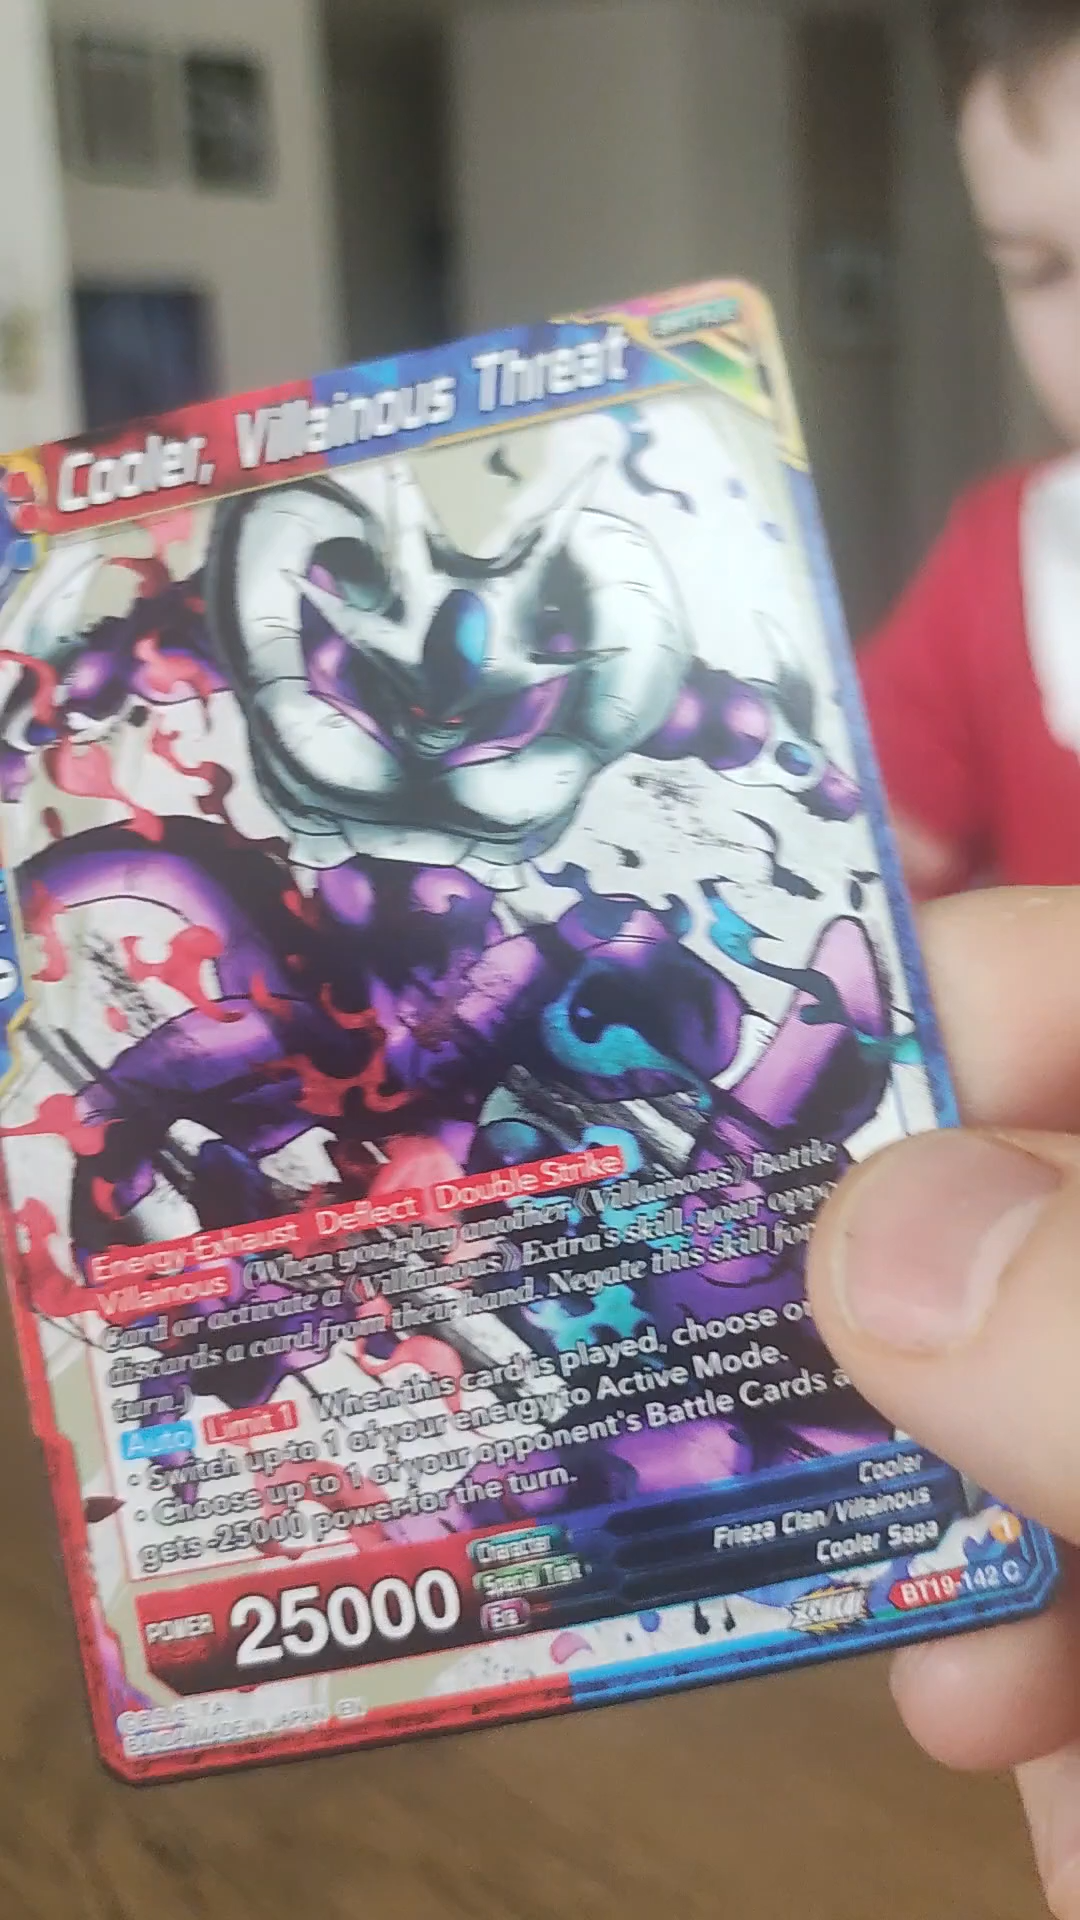 BATTLE
Cooler, Villainous Threat
Energy-Exhaust Deflect Double Strike
Villainous (When you play another 《Villainous》 Battle
Card or activate a 《Villainous》 Extra's skill, your oppo
discards a card from their hand. Negate this skill for
turn.)
Auto Limit 1 When this card is played, choose
• Switch up to 1 of your energy to Active Mode.
• Choose up to 1 of your opponent's Battle Cards a
gets -25000 power for the turn.
POWER 25000
Character Cooler
Special Trait Frieza Clan/Villainous
Era Cooler Saga
ZENKAI
BT19-142 C
1
BANDAI MADE IN JAPAN EN